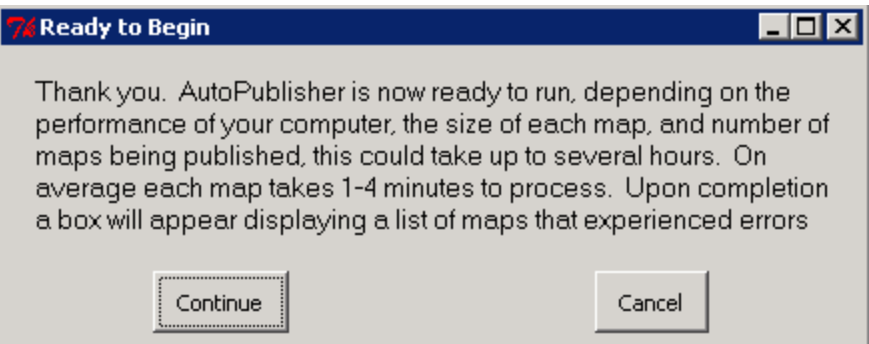 Ready to Begin
Thank you.  AutoPublisher is now ready to run, depending on the
performance of your computer, the size of each map, and number of
maps being published, this could take up to several hours.  On
average each map takes 1-4 minutes to process.  Upon completion
a box will appear displaying a list of maps that experienced errors
Continue Cancel